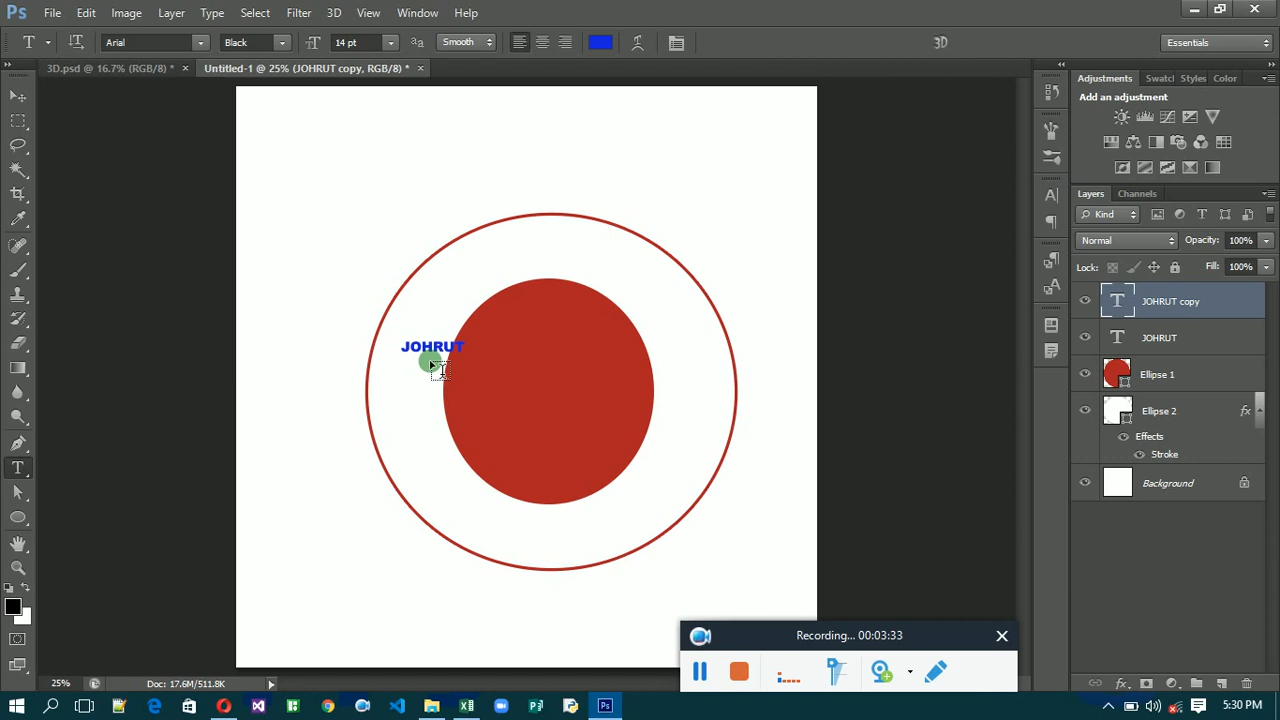 Ps File Edit Image Layer Type Select Filter 3D View Window Help
T Arial Black 14 pt Smooth 3D Essentials
3D.psd @ 16.7% (RGB/8) * × Untitled-1 @ 25% (JOHRUT copy, RGB/8) * ×
Adjustments Swatcl Styles Color
Add an adjustment
Layers Channels
Kind
Normal Opacity: 100%
Lock: Fill: 100%
T JOHRUT copy
T JOHRUT
Ellipse 1
Ellipse 2 fx
Effects
Stroke
Background
JOHRUT
Recording... 00:03:33
25% Doc: 17.6M/511.8K
5:30 PM